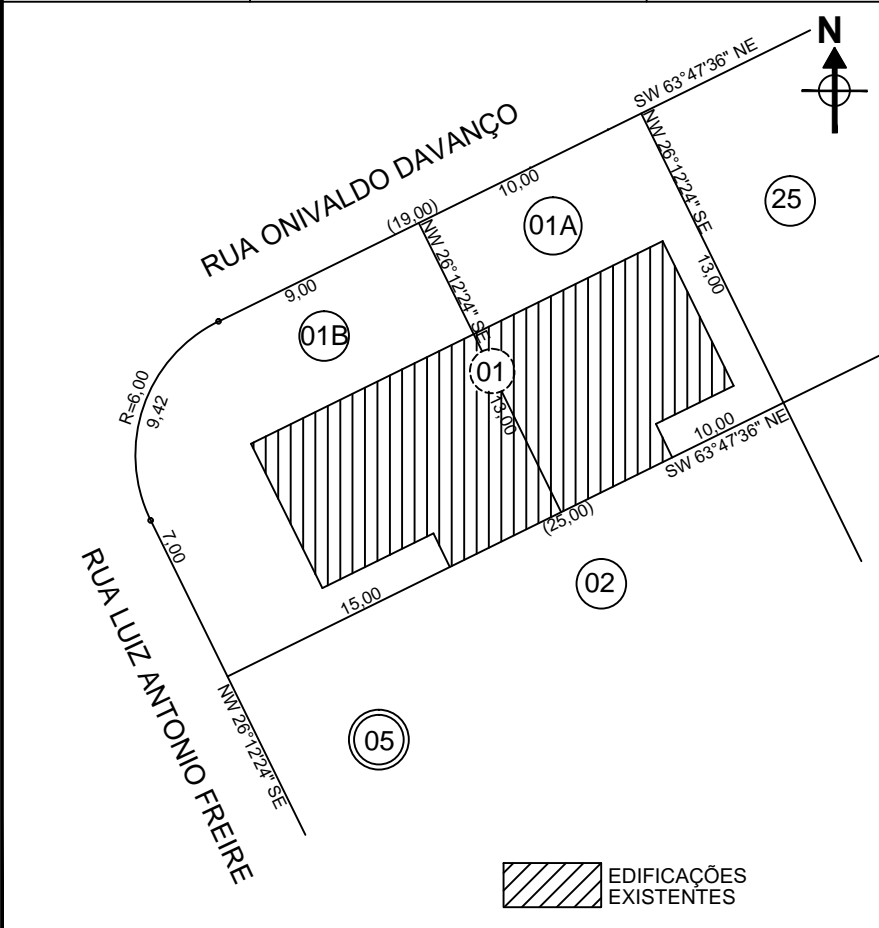 N
SW 63°47'36" NE
RUA ONIVALDO DAVANÇO
NW 26°12'24" SE
10,00
25
(19,00)
01A
NW 26°12'24" SE
13,00
9,00
01B
01
R=6,00
9,42
13,00
10,00
SW 63°47'36" NE
(25,00)
7,00
02
15,00
RUA LUIZ ANTONIO FREIRE
NW 26°12'24" SE
05
EDIFICAÇÕES
EXISTENTES